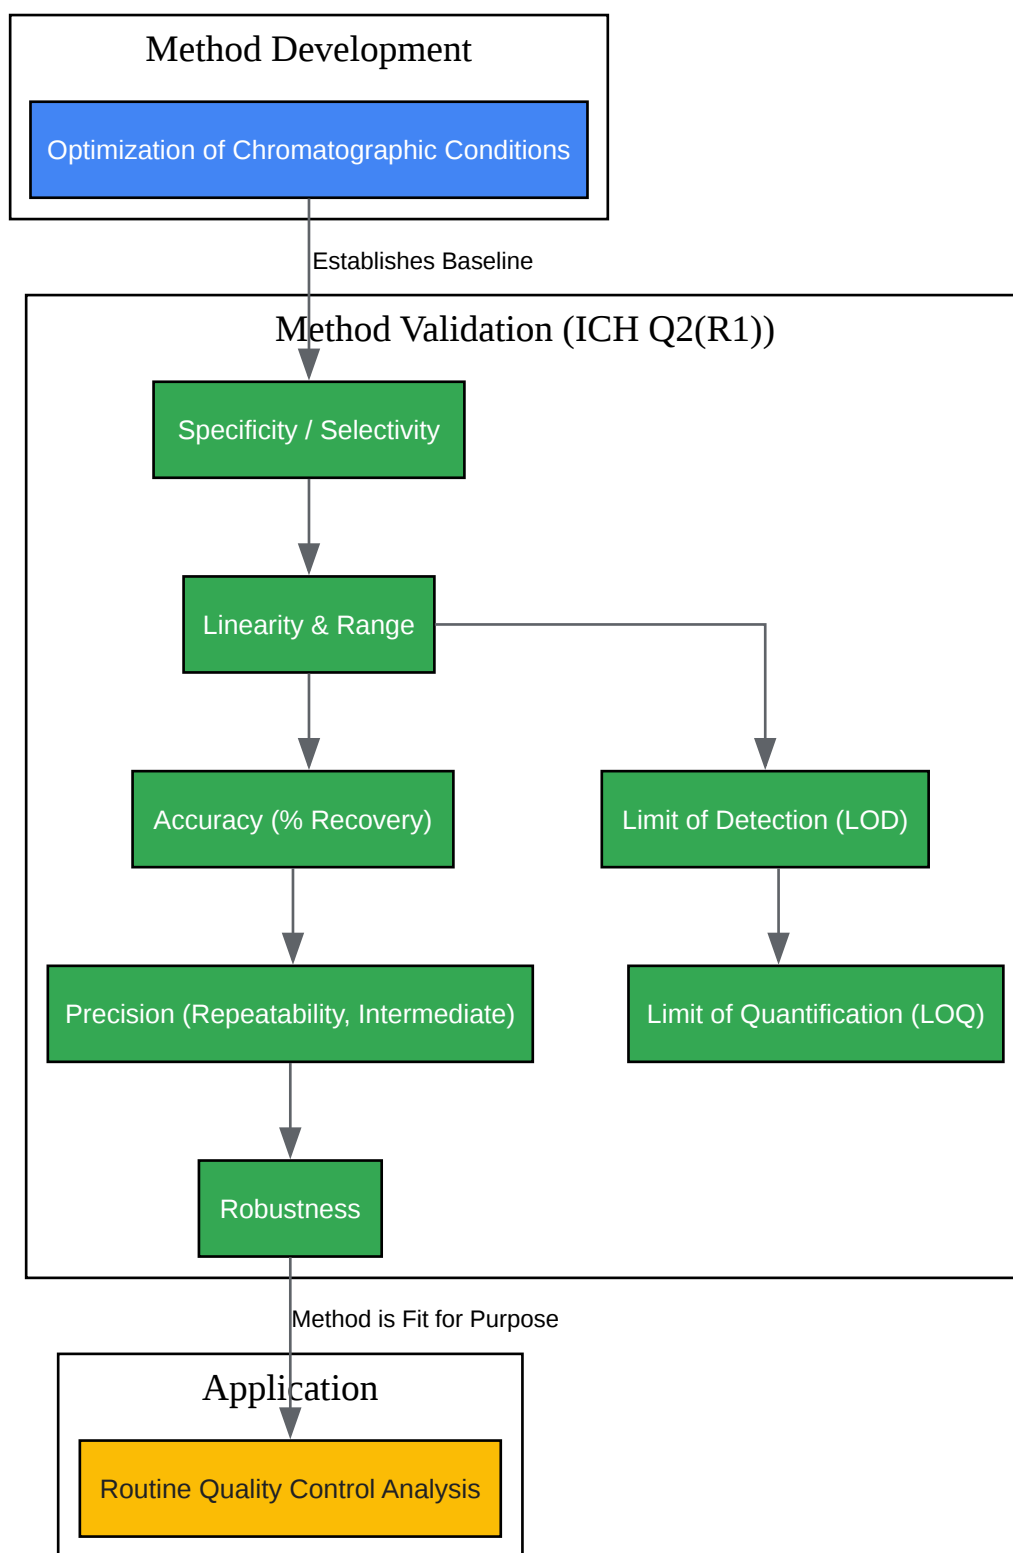 Method Development
Optimization of Chromatographic Conditions
Establishes Baseline
Method Validation (ICH Q2(R1))
Specificity / Selectivity
Linearity & Range
Accuracy (% Recovery)
Limit of Detection (LOD)
Precision (Repeatability, Intermediate)
Limit of Quantification (LOQ)
Robustness
Method is Fit for Purpose
Application
Routine Quality Control Analysis